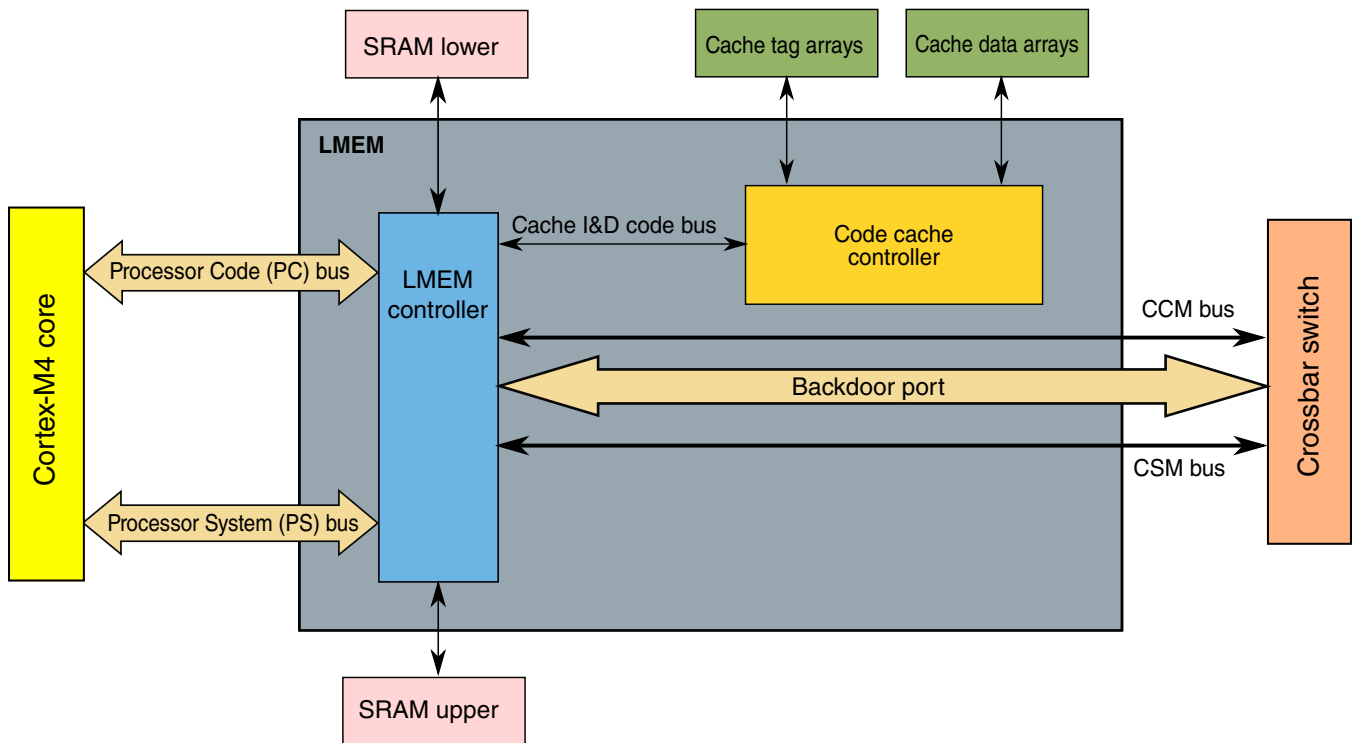 SRAM lower
Cache tag arrays
Cache data arrays
LMEM
Cortex-M4 core
Processor Code (PC) bus
LMEM
controller
Cache I&D code bus
Code cache
controller
CCM bus
Backdoor port
Crossbar switch
CSM bus
Processor System (PS) bus
SRAM upper